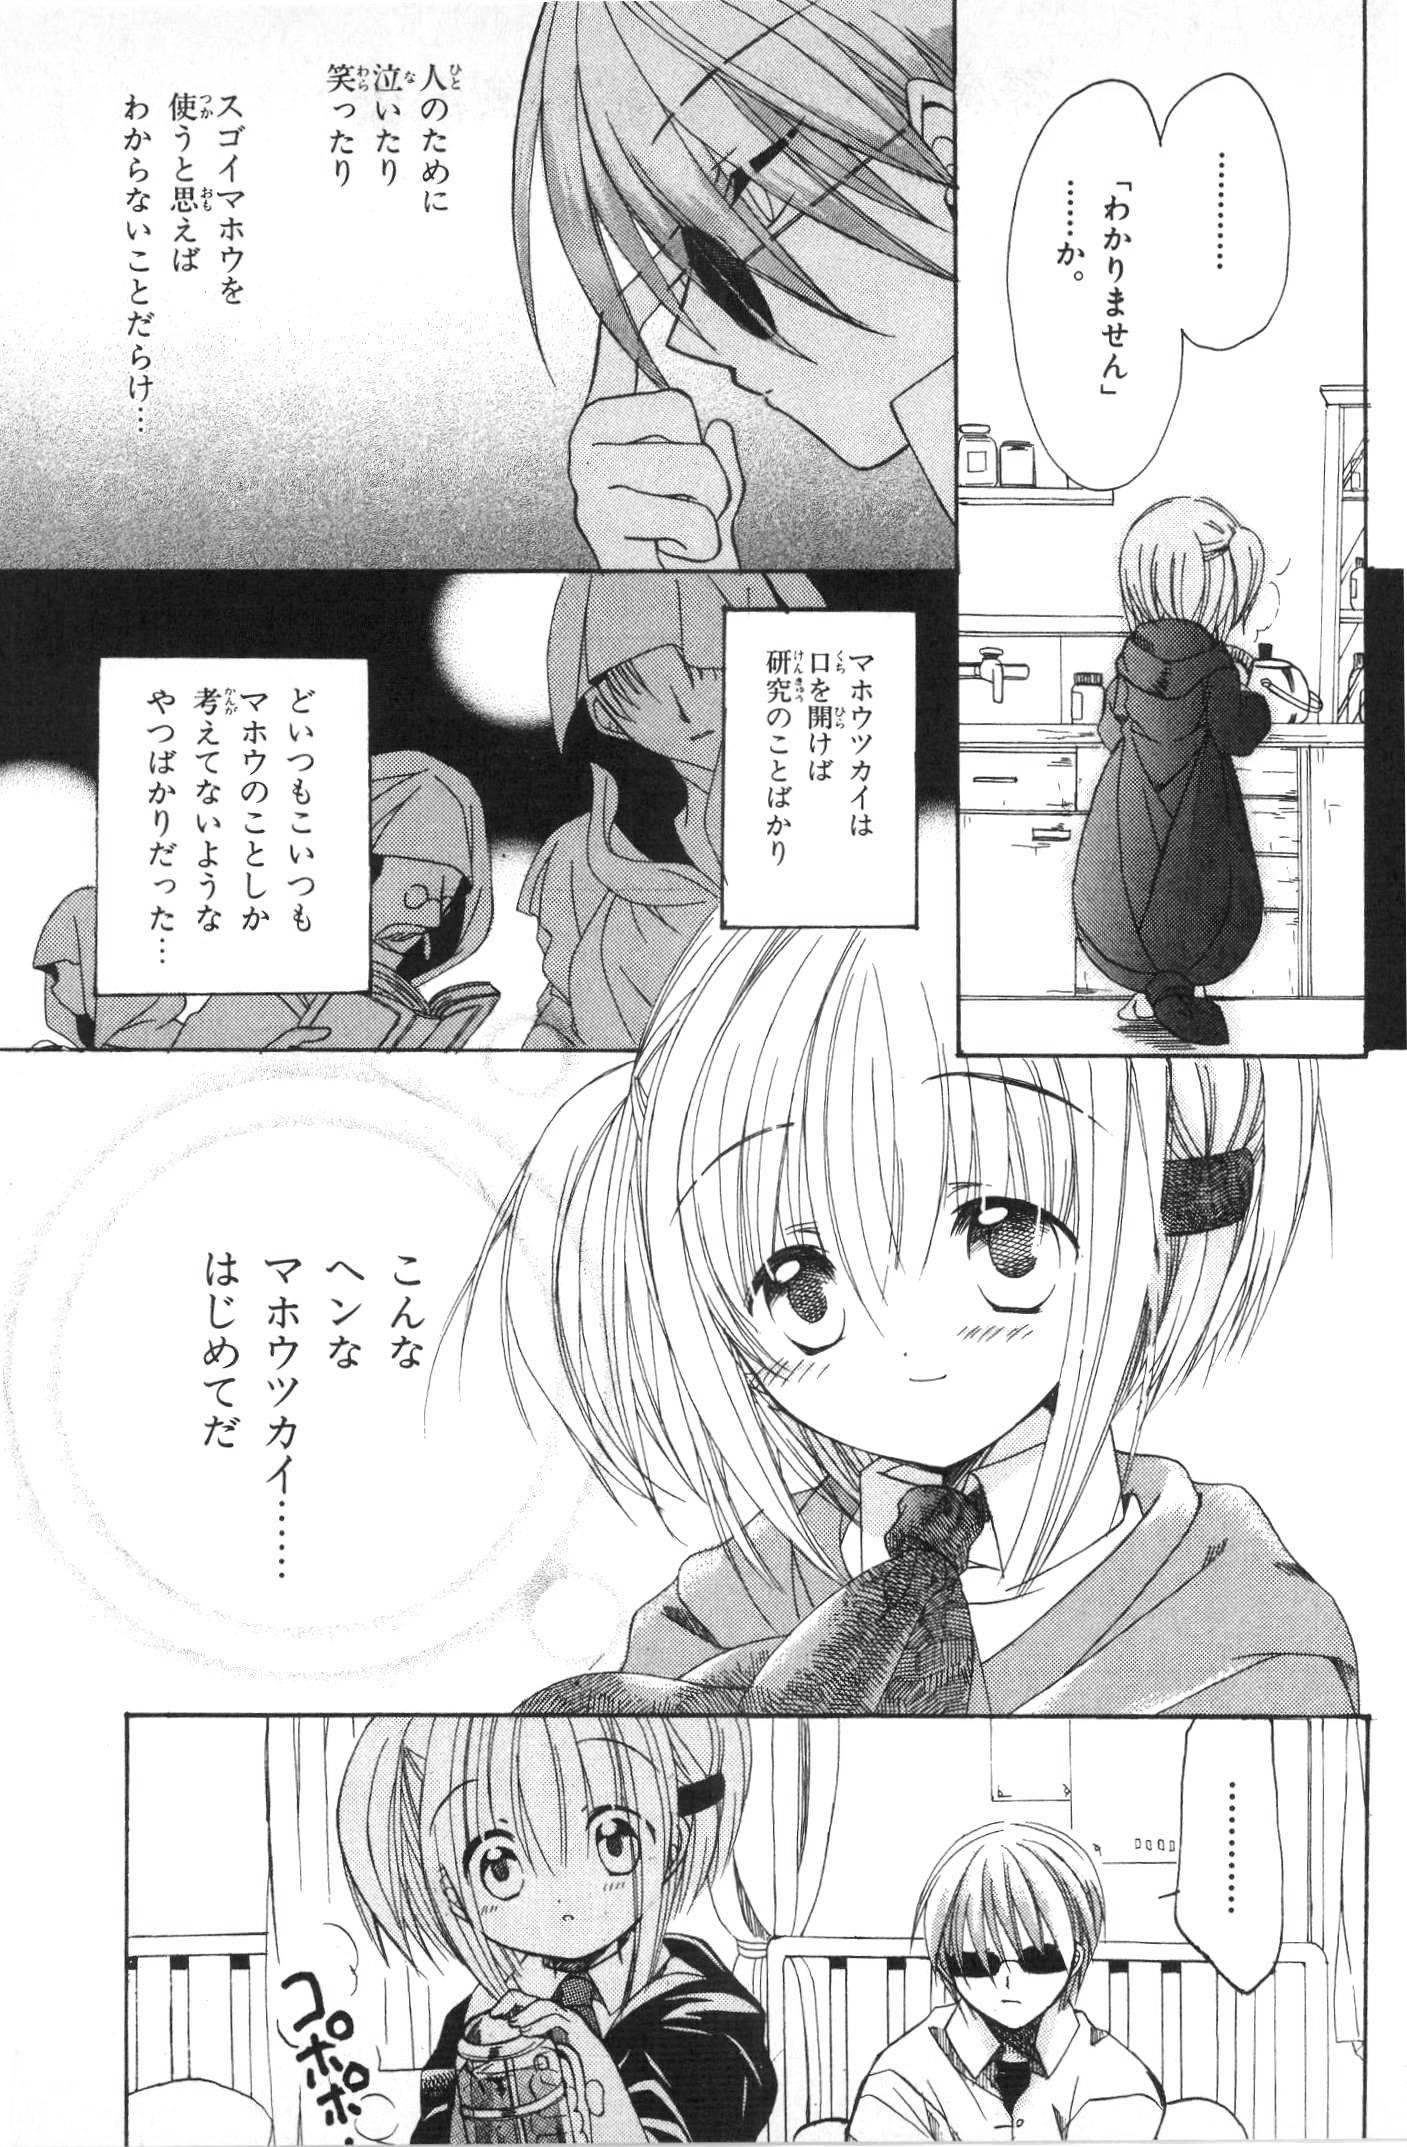 …………
「わかりません」
……か。
人のために
泣いたり
笑ったり
スゴイマホウを
使うと思えば
わからないことだらけ…
マホウツカイは
口を開けば
研究のことばかり
どいつもこいつも
マホウのことしか
考えてないような
やつばかりだった…
こんな
ヘンな
マホウツカイ……
はじめてだ
…………
コポポポ…